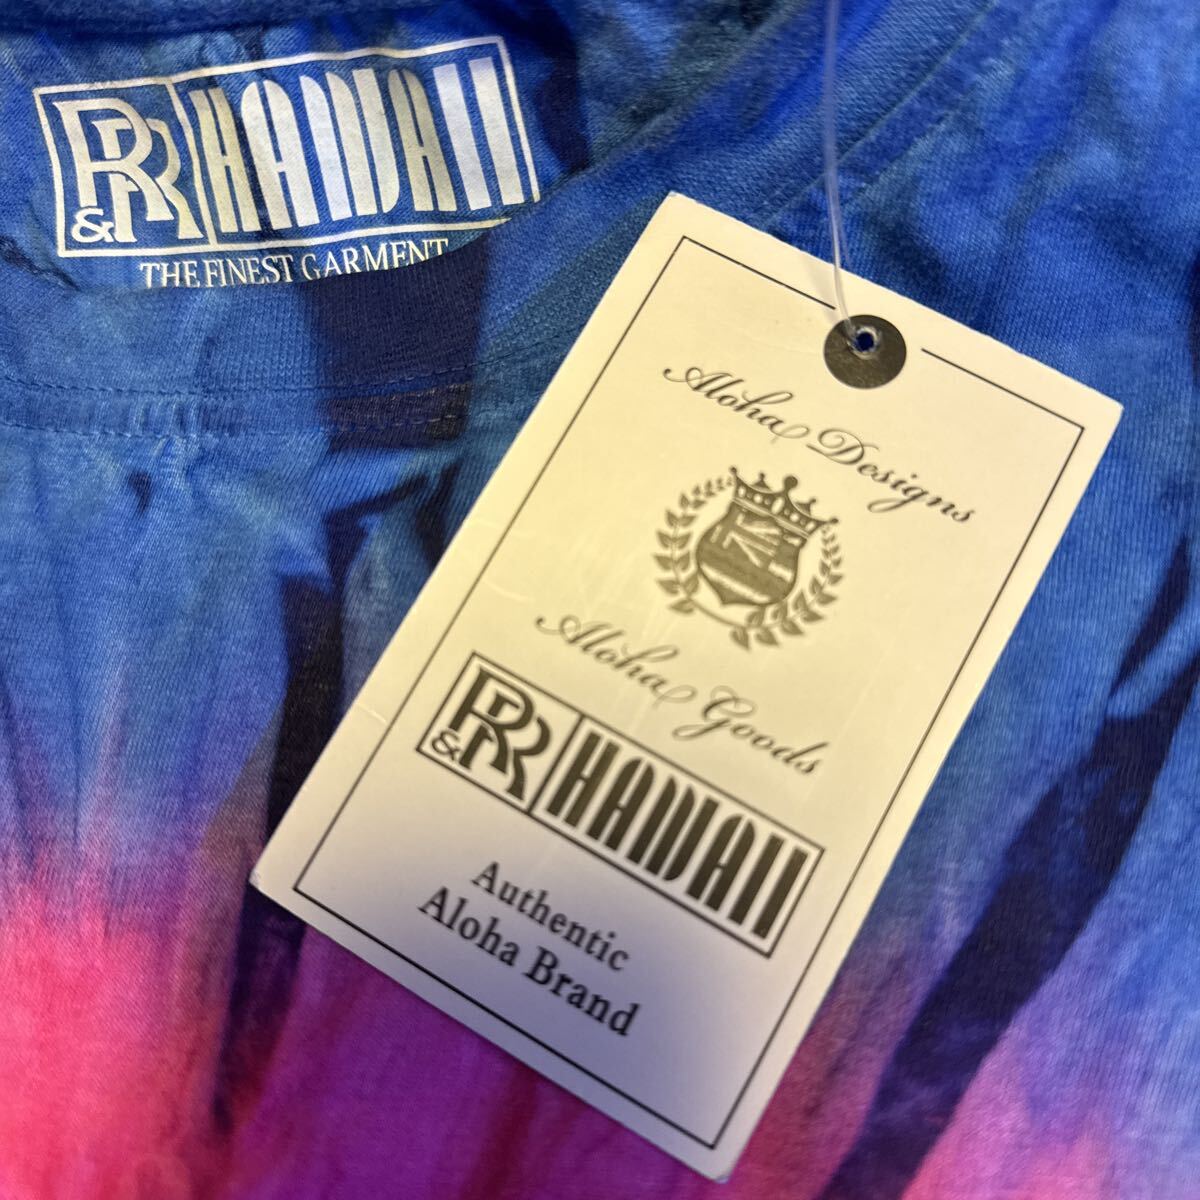 R&R HAWAII
THE FINEST GARMENT
Aloha Designs
Aloha Goods
R&R HAWAII
Authentic
Aloha Brand